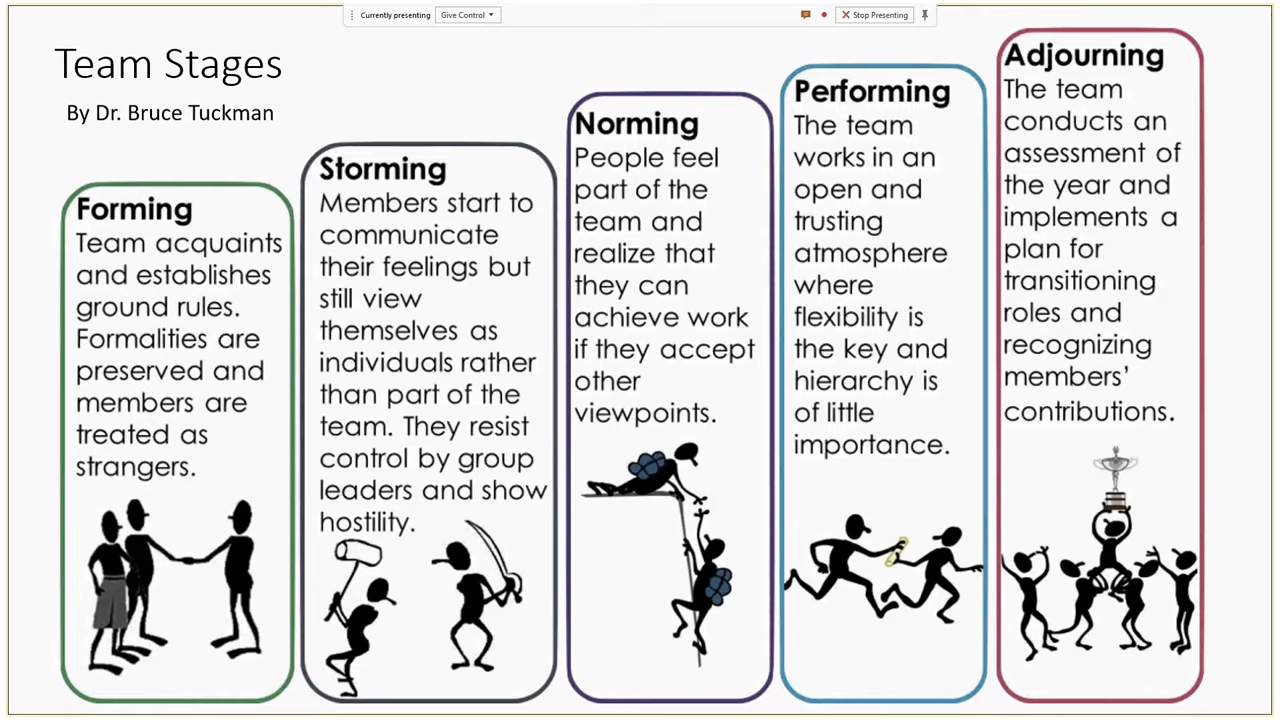 Currently presenting
Give Control
Stop Presenting
Team Stages
By Dr. Bruce Tuckman
Forming
Team acquaints
and establishes
ground rules.
Formalities are
preserved and
members are
treated as
strangers.
Storming
Members start to
communicate
their feelings but
still view
themselves as
individuals rather
than part of the
team. They resist
control by group
leaders and show
hostility.
Norming
People feel
part of the
team and
realize that
they can
achieve work
if they accept
other
viewpoints.
Performing
The team
works in an
open and
trusting
atmosphere
where
flexibility is
the key and
hierarchy is
of little
importance.
Adjourning
The team
conducts an
assessment of
the year and
implements a
plan for
transitioning
roles and
recognizing
members’
contributions.